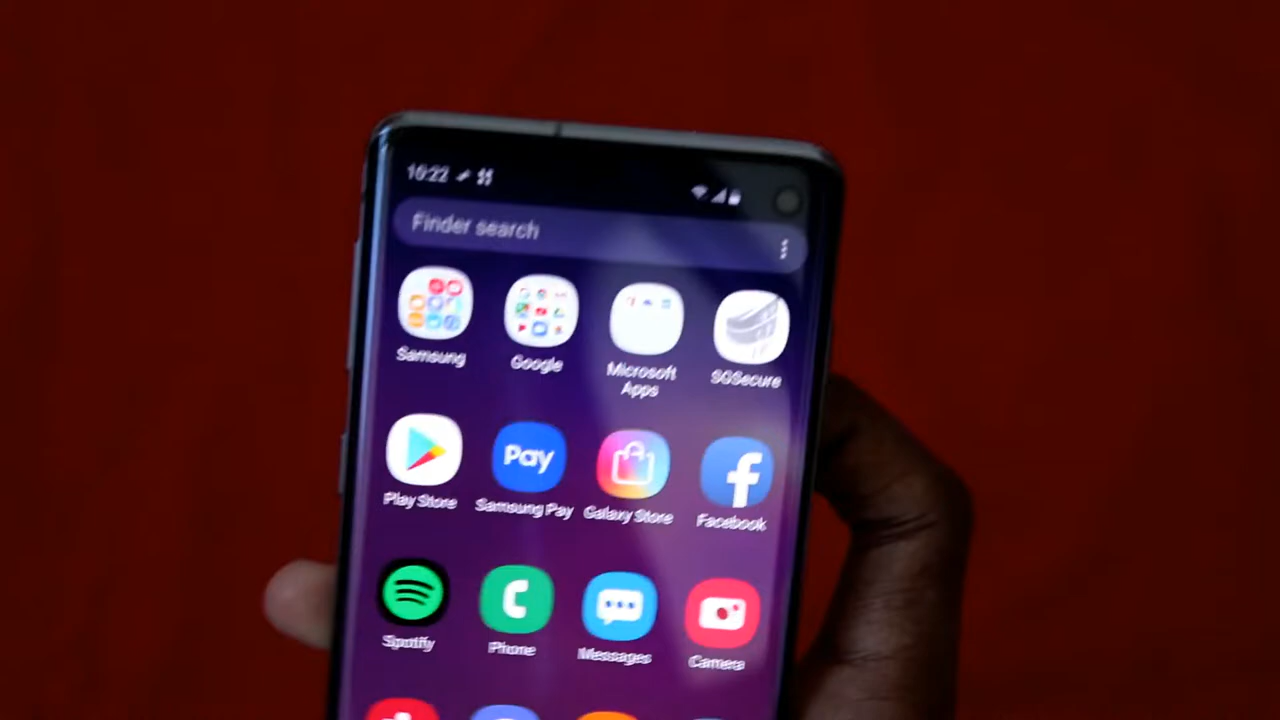 10:22
Finder search
Samsung
Google
Microsoft
Apps
SGSecure
Pay
Play Store
Samsung Pay
Galaxy Store
Facebook
Spotify
Phone
Messages
Camera